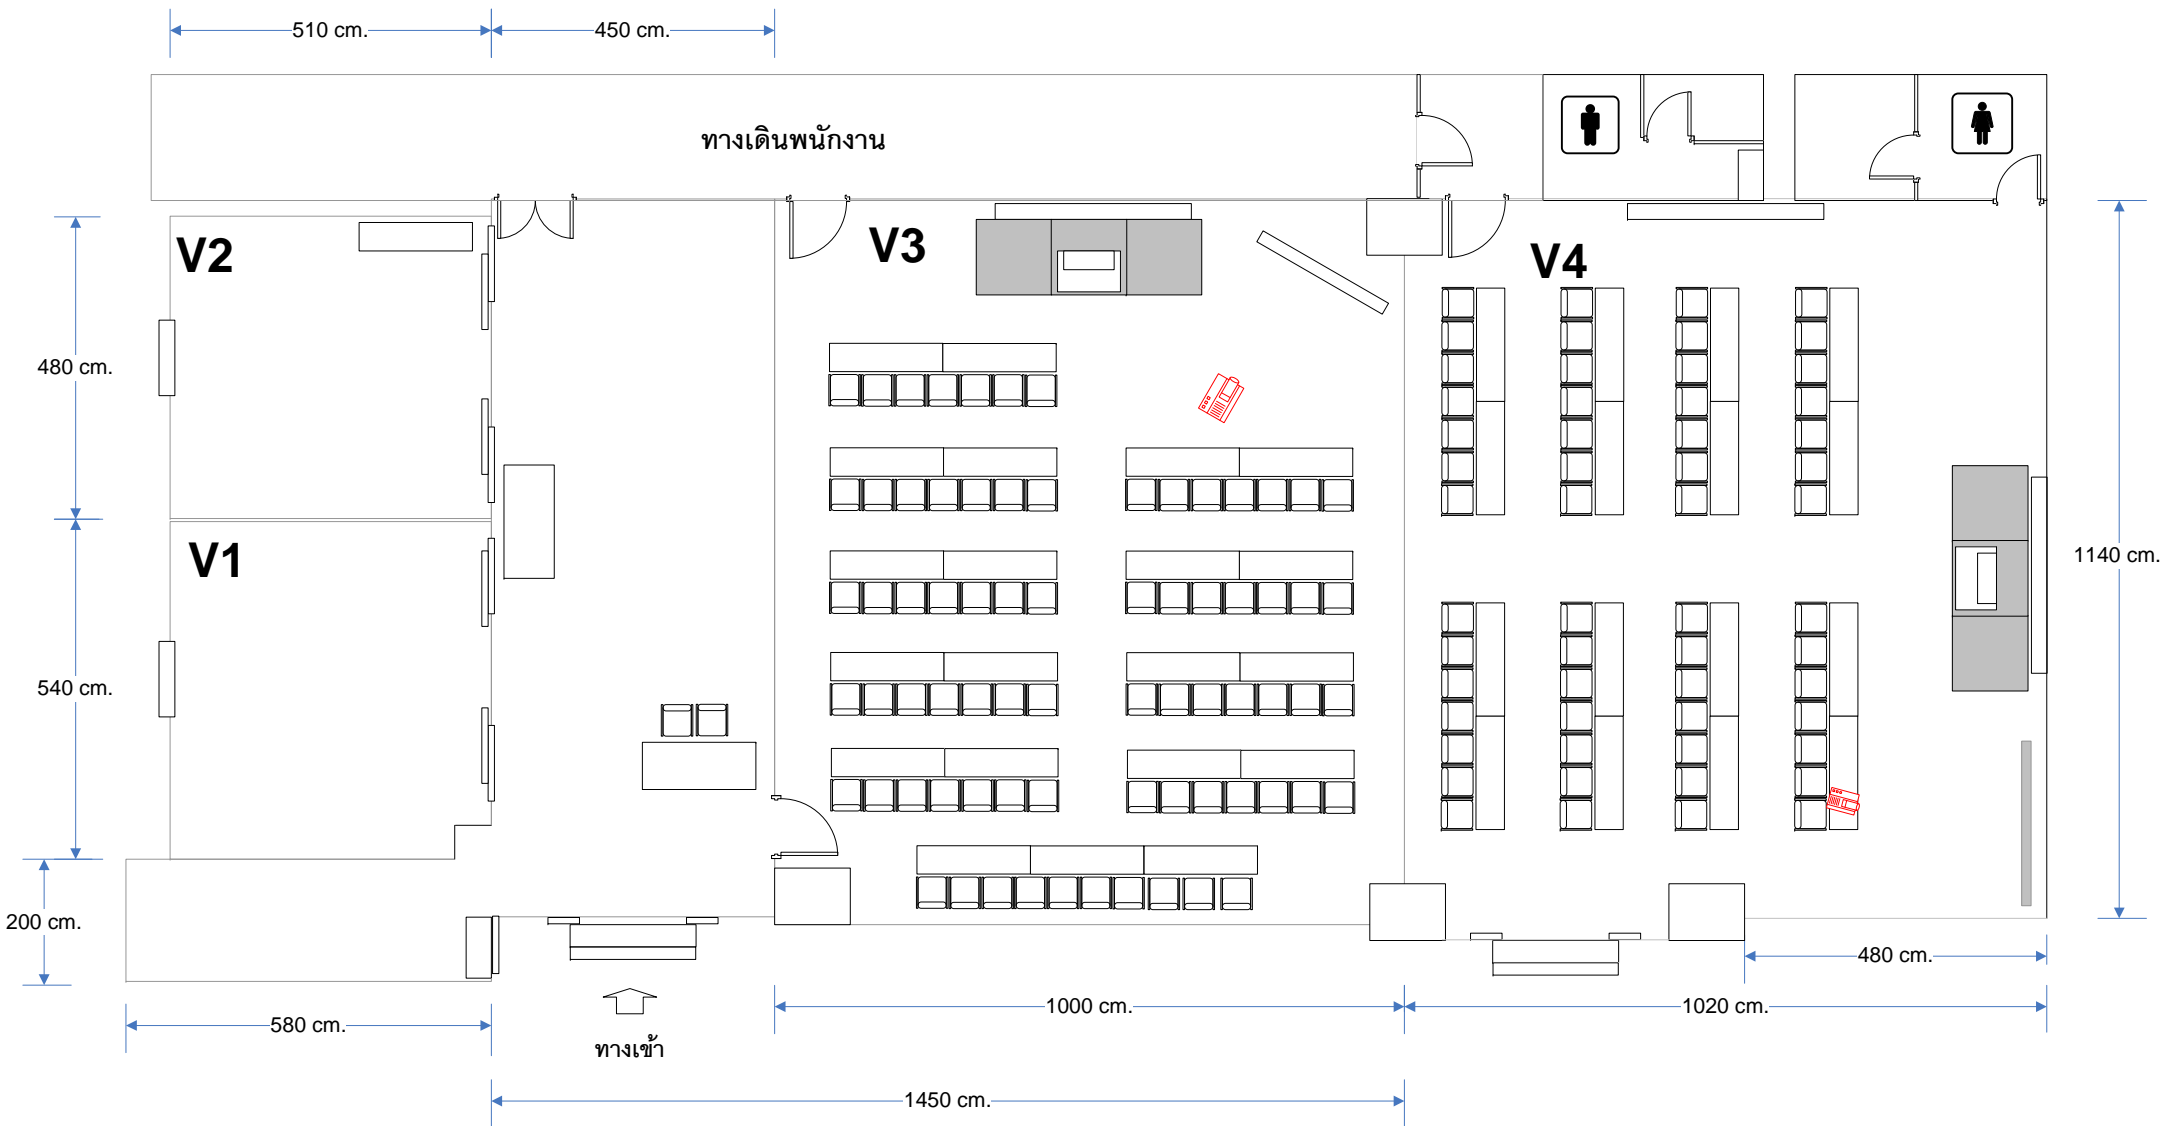 510 cm.
450 cm.
ทางเดินพนักงาน
V2
V3
V4
480 cm.
V1
1140 cm.
540 cm.
200 cm.
480 cm.
1000 cm.
1020 cm.
580 cm.
ทางเข้า
1450 cm.